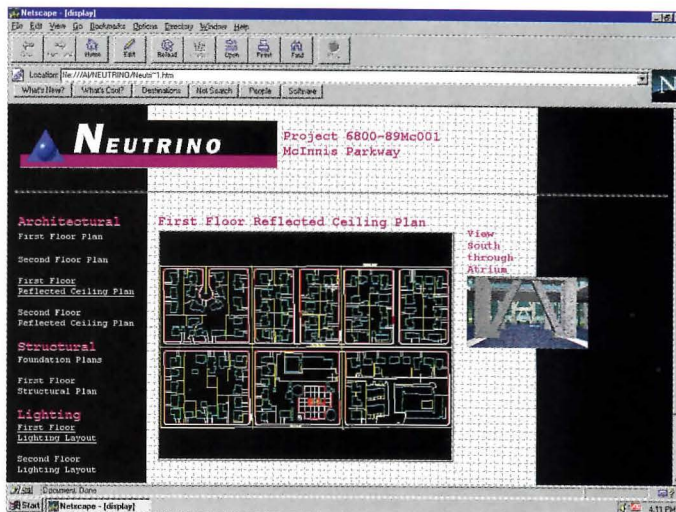 Netscape - [display]
File Edit View Go Bookmarks Options Directory Window Help
Home Edit Reload Open Print Find
Location:
What's New? What's Cool? Destinations Net Search People Software
NEUTRINO
Project 6800-89Mc001
McInnis Parkway
Architectural
First Floor Plan
Second Floor Plan
First Floor
Reflected Ceiling Plan
Second Floor
Reflected Ceiling Plan
Structural
Foundation Plans
First Floor
Structural Plan
Lighting
First Floor
Lighting Layout
Second Floor
Lighting Layout
First Floor Reflected Ceiling Plan
View
South
through
Atrium
Document: Done
Start Netscape - [display] 4:11 PM